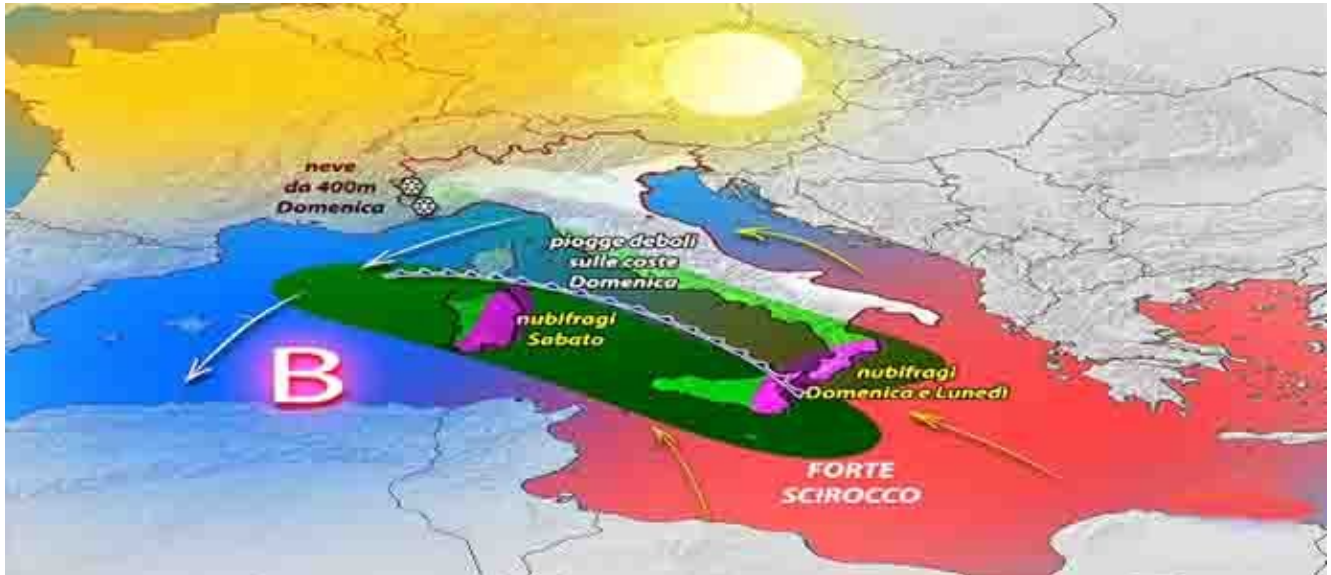 neve
da 400m
Domenica
piogge deboli
sulle coste
Domenica
nubifragi
Sabato
B
nubifragi
Domenica e Lunedì
FORTE
SCIROCCO